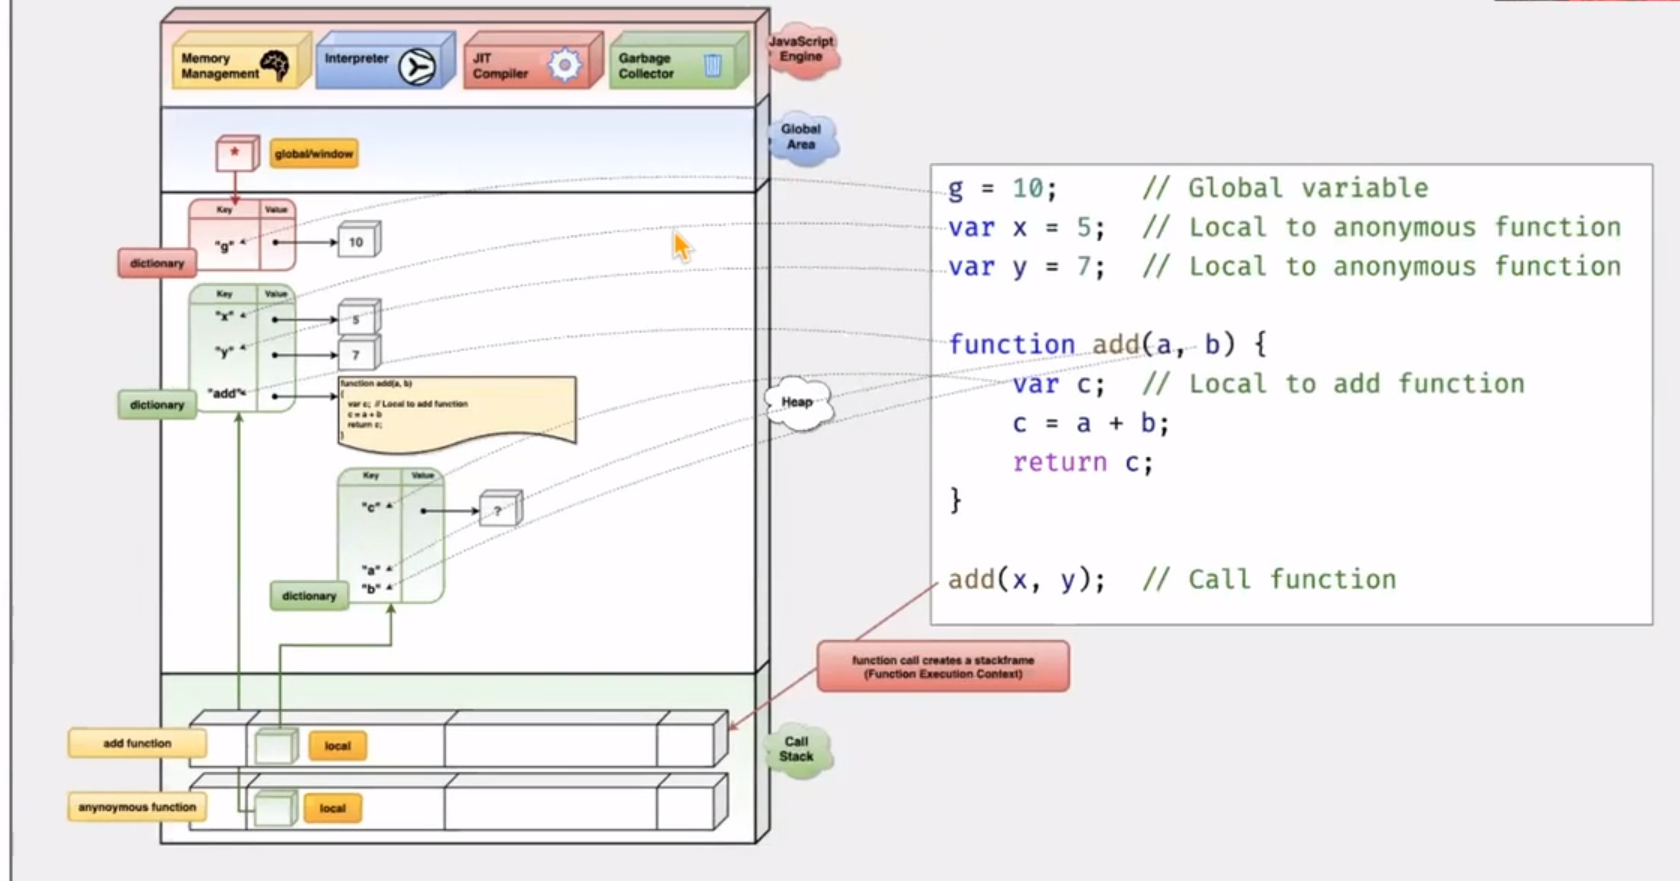 Memory
Management
Interpreter
JIT
Compiler
Garbage
Collector
JavaScript
Engine
*
global/window
Global
Area
Key Value
"g"
10
dictionary
Key Value
"x"
5
"y"
7
"add"
dictionary
function add(a, b)
{
var c; // Local to add function
c = a + b
return c;
}
Heap
Key Value
"c"
?
"a"
"b"
dictionary
g = 10; // Global variable
var x = 5; // Local to anonymous function
var y = 7; // Local to anonymous function
function add(a, b) {
var c; // Local to add function
c = a + b;
return c;
}
add(x, y); // Call function
function call creates a stackframe
(Function Execution Context)
add function
local
Call
Stack
anynoymous function
local